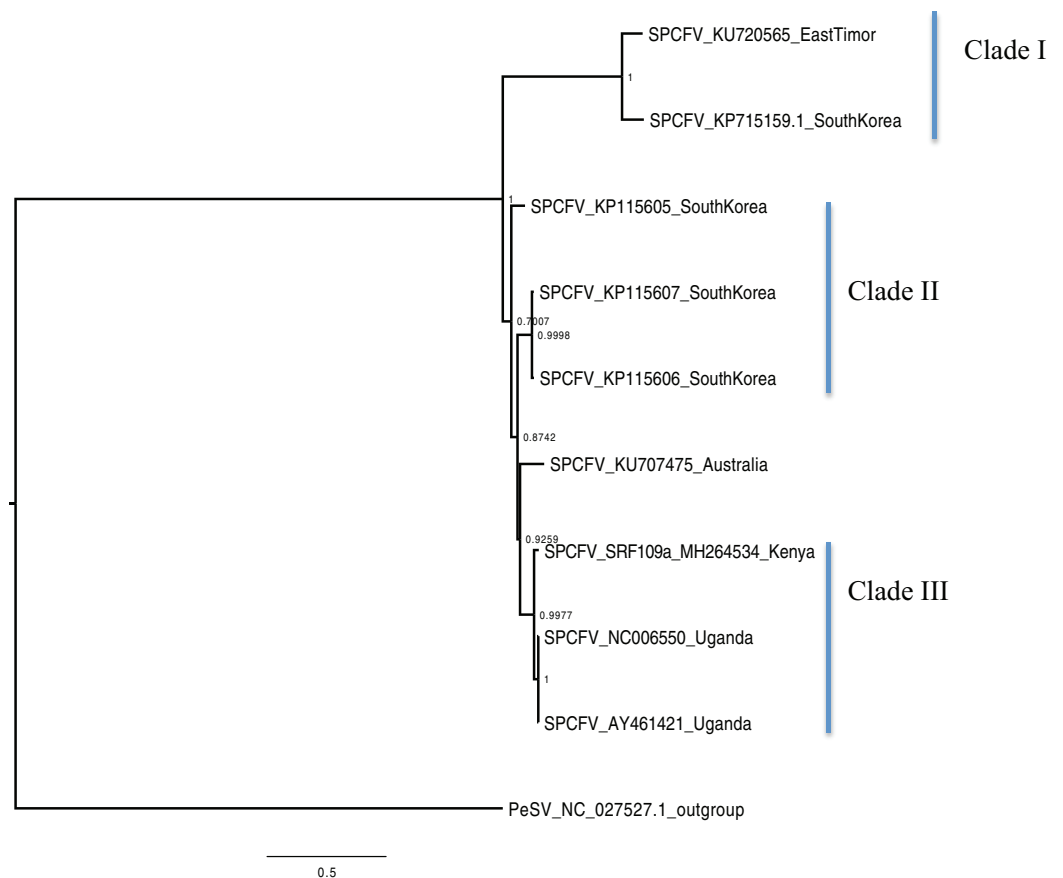 SPCFV_KU720565_EastTimor
Clade I
1
SPCFV_KP715159.1_SouthKorea
1
SPCFV_KP115605_SouthKorea
SPCFV_KP115607_SouthKorea
Clade II
0.7007
0.9998
SPCFV_KP115606_SouthKorea
0.8742
SPCFV_KU707475_Australia
0.9259
SPCFV_SRF109a_MH264534_Kenya
Clade III
0.9977
SPCFV_NC006550_Uganda
1
SPCFV_AY461421_Uganda
PeSV_NC_027527.1_outgroup
0.5